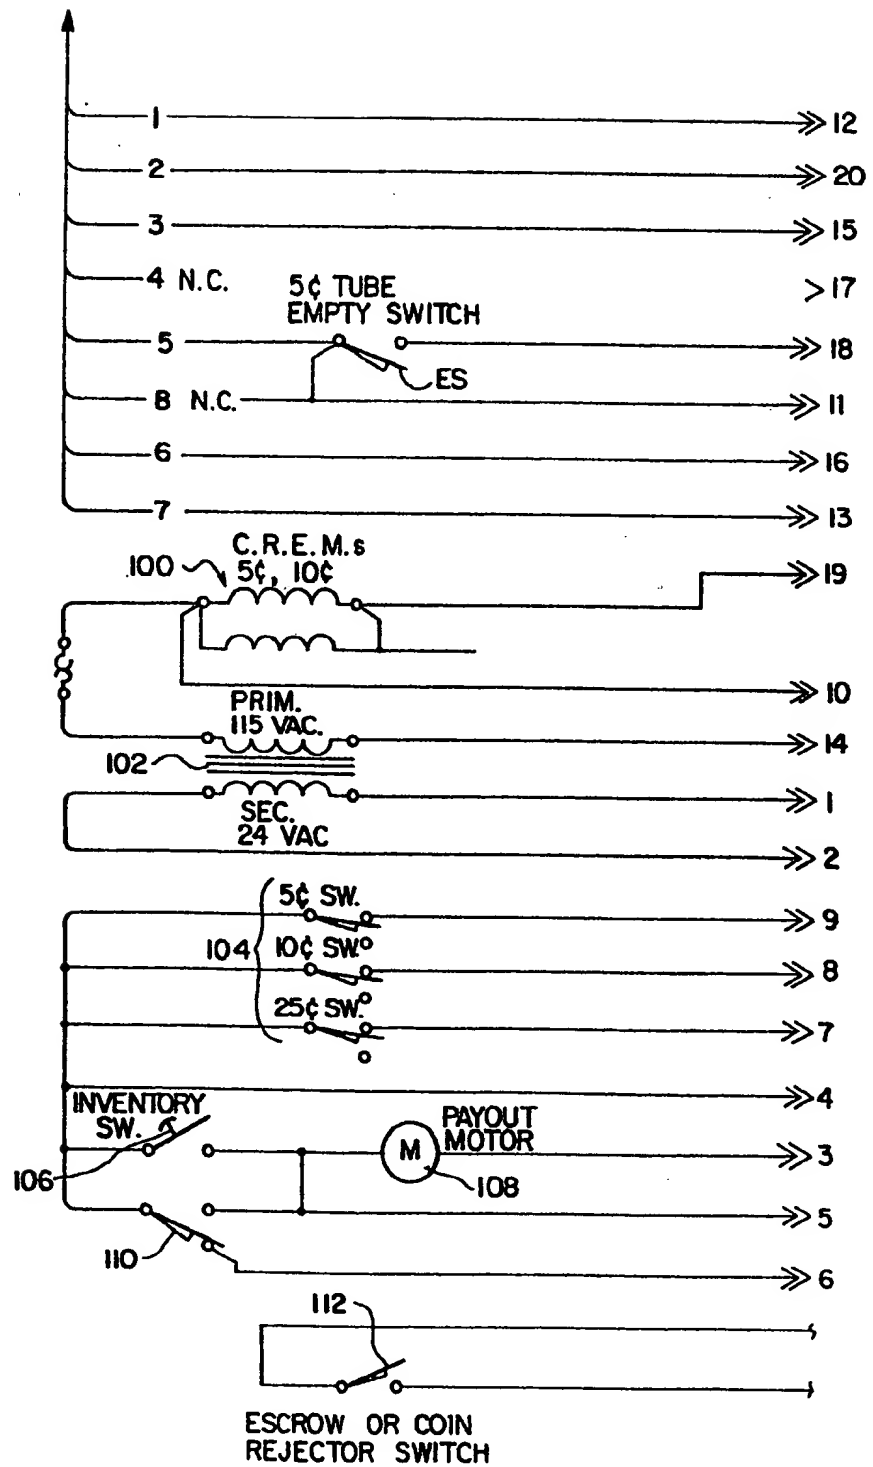 1 12
2 20
3 15
4 N.C. 17
5¢ TUBE
EMPTY SWITCH
5 18
ES
8 N.C. 11
6 16
7 13
C.R.E.M.s
100 5¢, 10¢ 19
10
PRIM.
115 VAC. 14
102
1
SEC.
24 VAC 2
5¢ SW. 9
104 10¢ SW. 8
25¢ SW. 7
4
INVENTORY
SW.
PAYOUT
MOTOR
M 3
106 108
5
110 6
112
ESCROW OR COIN
REJECTOR SWITCH